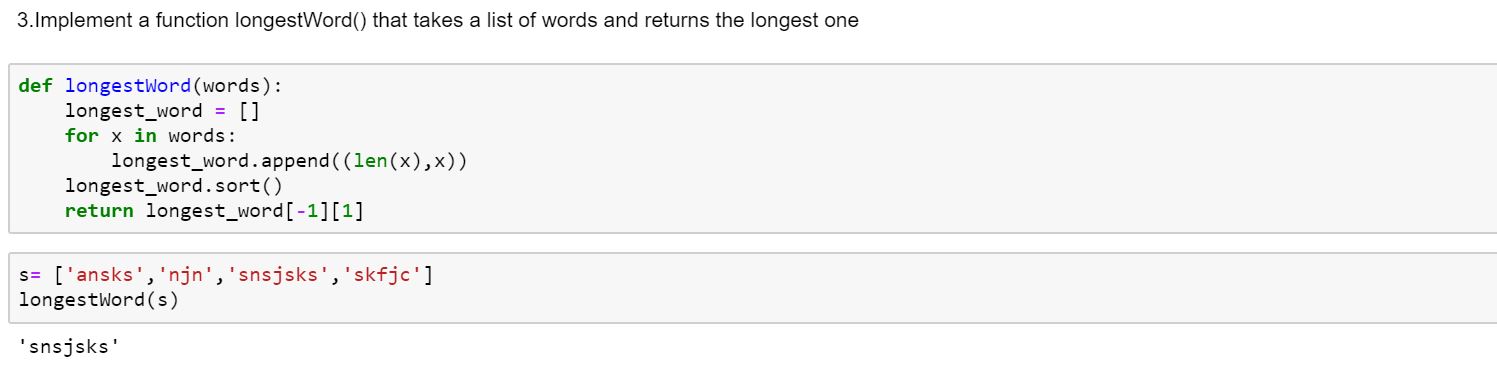 3.Implement a function longestWord() that takes a list of words and returns the longest one
def longestWord(words):
    longest_word = []
    for x in words:
        longest_word.append((len(x),x))
    longest_word.sort()
    return longest_word[-1][1]
s= ['ansks','njn','snsjsks','skfjc']
longestWord(s)
'snsjsks'